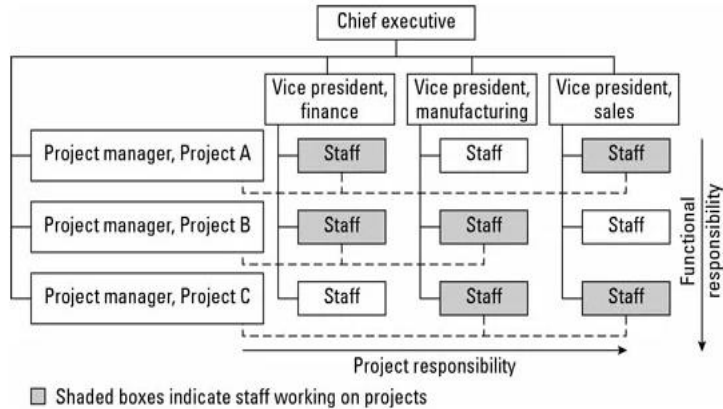 Chief executive
Vice president,
finance
Vice president,
manufacturing
Vice president,
sales
Project manager, Project A
Staff
Staff
Staff
Project manager, Project B
Staff
Staff
Staff
Project manager, Project C
Staff
Staff
Staff
Functional
responsibility
Project responsibility
Shaded boxes indicate staff working on projects